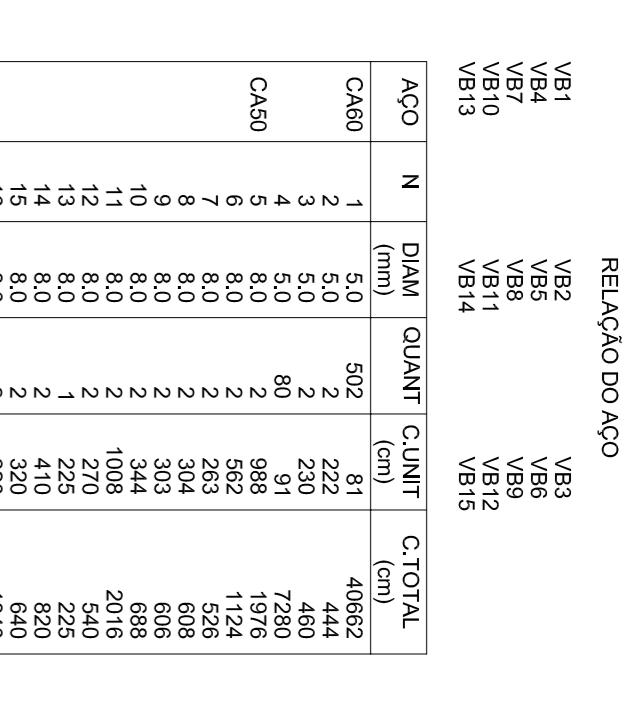 RELAÇÃO DO AÇO
VB1 VB2 VB3
VB4 VB5 VB6
VB7 VB8 VB9
VB10 VB11 VB12
VB13 VB14 VB15
AÇO N DIAM QUANT C.UNIT C.TOTAL
(mm) (cm) (cm)
CA60 1 5.0 502 81 40662
2 5.0 2 222 444
3 5.0 2 230 460
4 5.0 80 91 7280
CA50 5 8.0 2 988 1976
6 8.0 2 562 1124
7 8.0 2 263 526
8 8.0 2 304 608
9 8.0 2 303 606
10 8.0 2 344 688
11 8.0 2 1008 2016
12 8.0 2 270 540
13 8.0 1 225 225
14 8.0 2 410 820
15 8.0 2 320 640